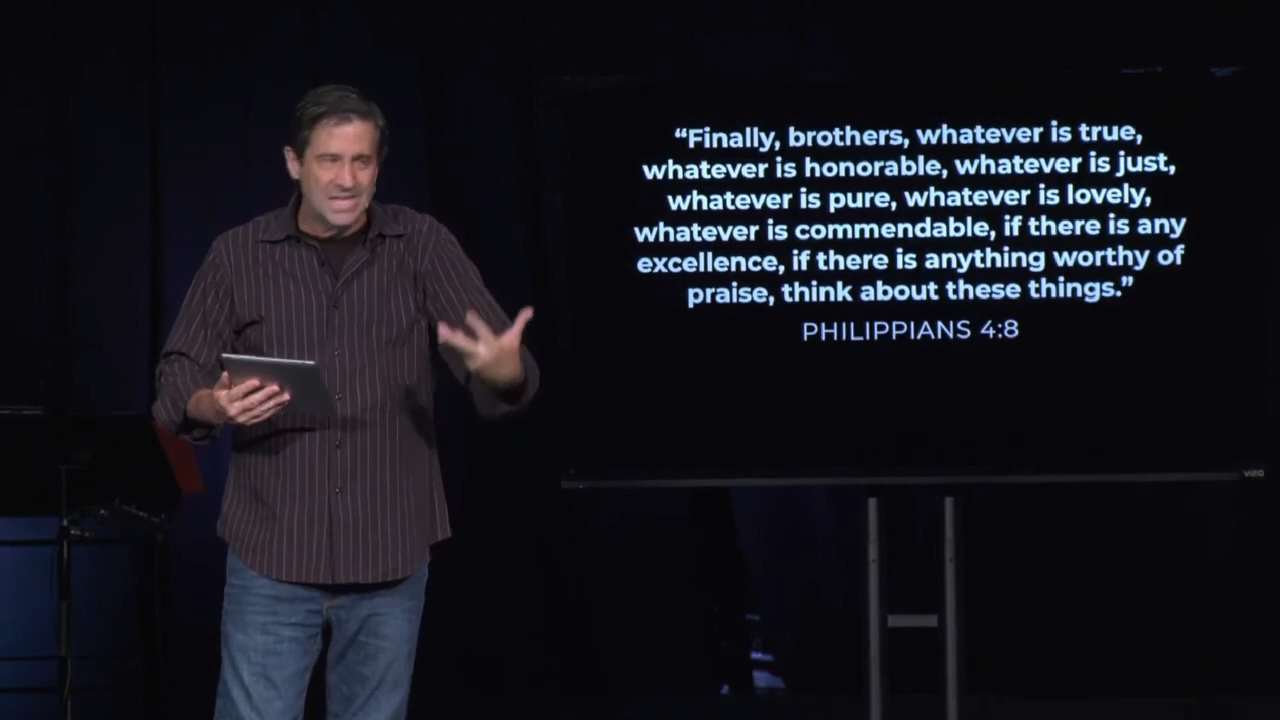 “Finally, brothers, whatever is true,
whatever is honorable, whatever is just,
whatever is pure, whatever is lovely,
whatever is commendable, if there is any
excellence, if there is anything worthy of
praise, think about these things.”
PHILIPPIANS 4:8
VIZIO